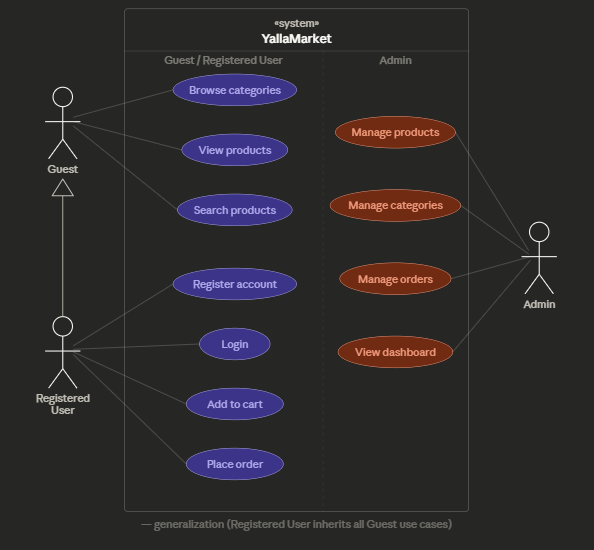 «system»
YallaMarket
Guest / Registered User
Admin
Browse categories
View products
Search products
Register account
Login
Add to cart
Place order
Manage products
Manage categories
Manage orders
View dashboard
Guest
Registered
User
Admin
— generalization (Registered User inherits all Guest use cases)